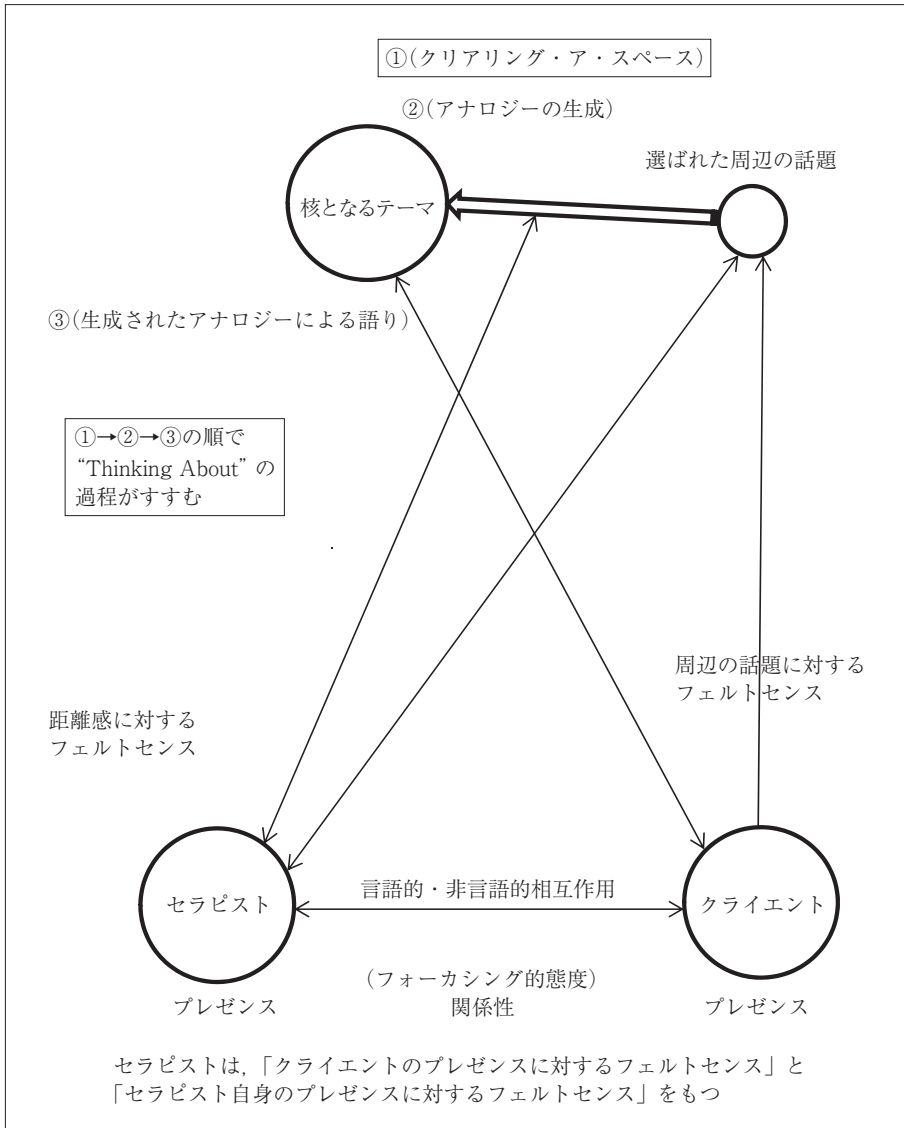 ①(クリアリング・ア・スペース)
②(アナロジーの生成)
選ばれた周辺の話題
核となるテーマ
③(生成されたアナロジーによる語り)
①→②→③の順で
“Thinking About” の
過程がすすむ
周辺の話題に対する
フェルトセンス
距離感に対する
フェルトセンス
セラピスト
言語的・非言語的相互作用
クライエント
(フォーカシング的態度)
関係性
プレゼンス
プレゼンス
セラピストは,「クライエントのプレゼンスに対するフェルトセンス」と
「セラピスト自身のプレゼンスに対するフェルトセンス」をもつ